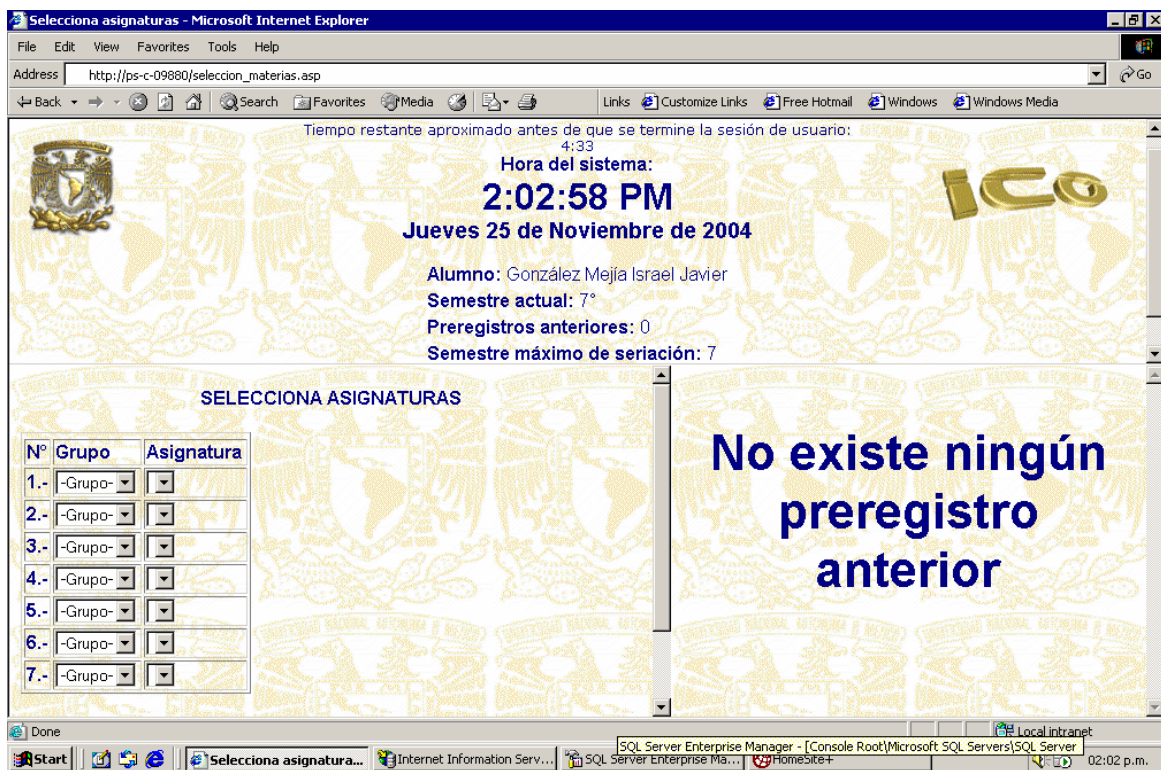 Selecciona asignaturas - Microsoft Internet Explorer
File Edit View Favorites Tools Help
Address http://ps-c-09880/seleccion_materias.asp Go
Back Search Favorites Media Links Customize Links Free Hotmail Windows Windows Media
Tiempo restante aproximado antes de que se termine la sesión de usuario:
4:33
Hora del sistema:
2:02:58 PM
Jueves 25 de Noviembre de 2004
ico
Alumno: González Mejía Israel Javier
Semestre actual: 7°
Preregistros anteriores: 0
Semestre máximo de seriación: 7
SELECCIONA ASIGNATURAS
N° Grupo Asignatura
1.- -Grupo-
2.- -Grupo-
3.- -Grupo-
4.- -Grupo-
5.- -Grupo-
6.- -Grupo-
7.- -Grupo-
No existe ningún
preregistro
anterior
Done Local intranet
SQL Server Enterprise Manager - [Console Root\Microsoft SQL Servers\SQL Server
Start Selecciona asignatura... Internet Information Serv... SQL Server Enterprise Ma... HomeSite+ 02:02 p.m.